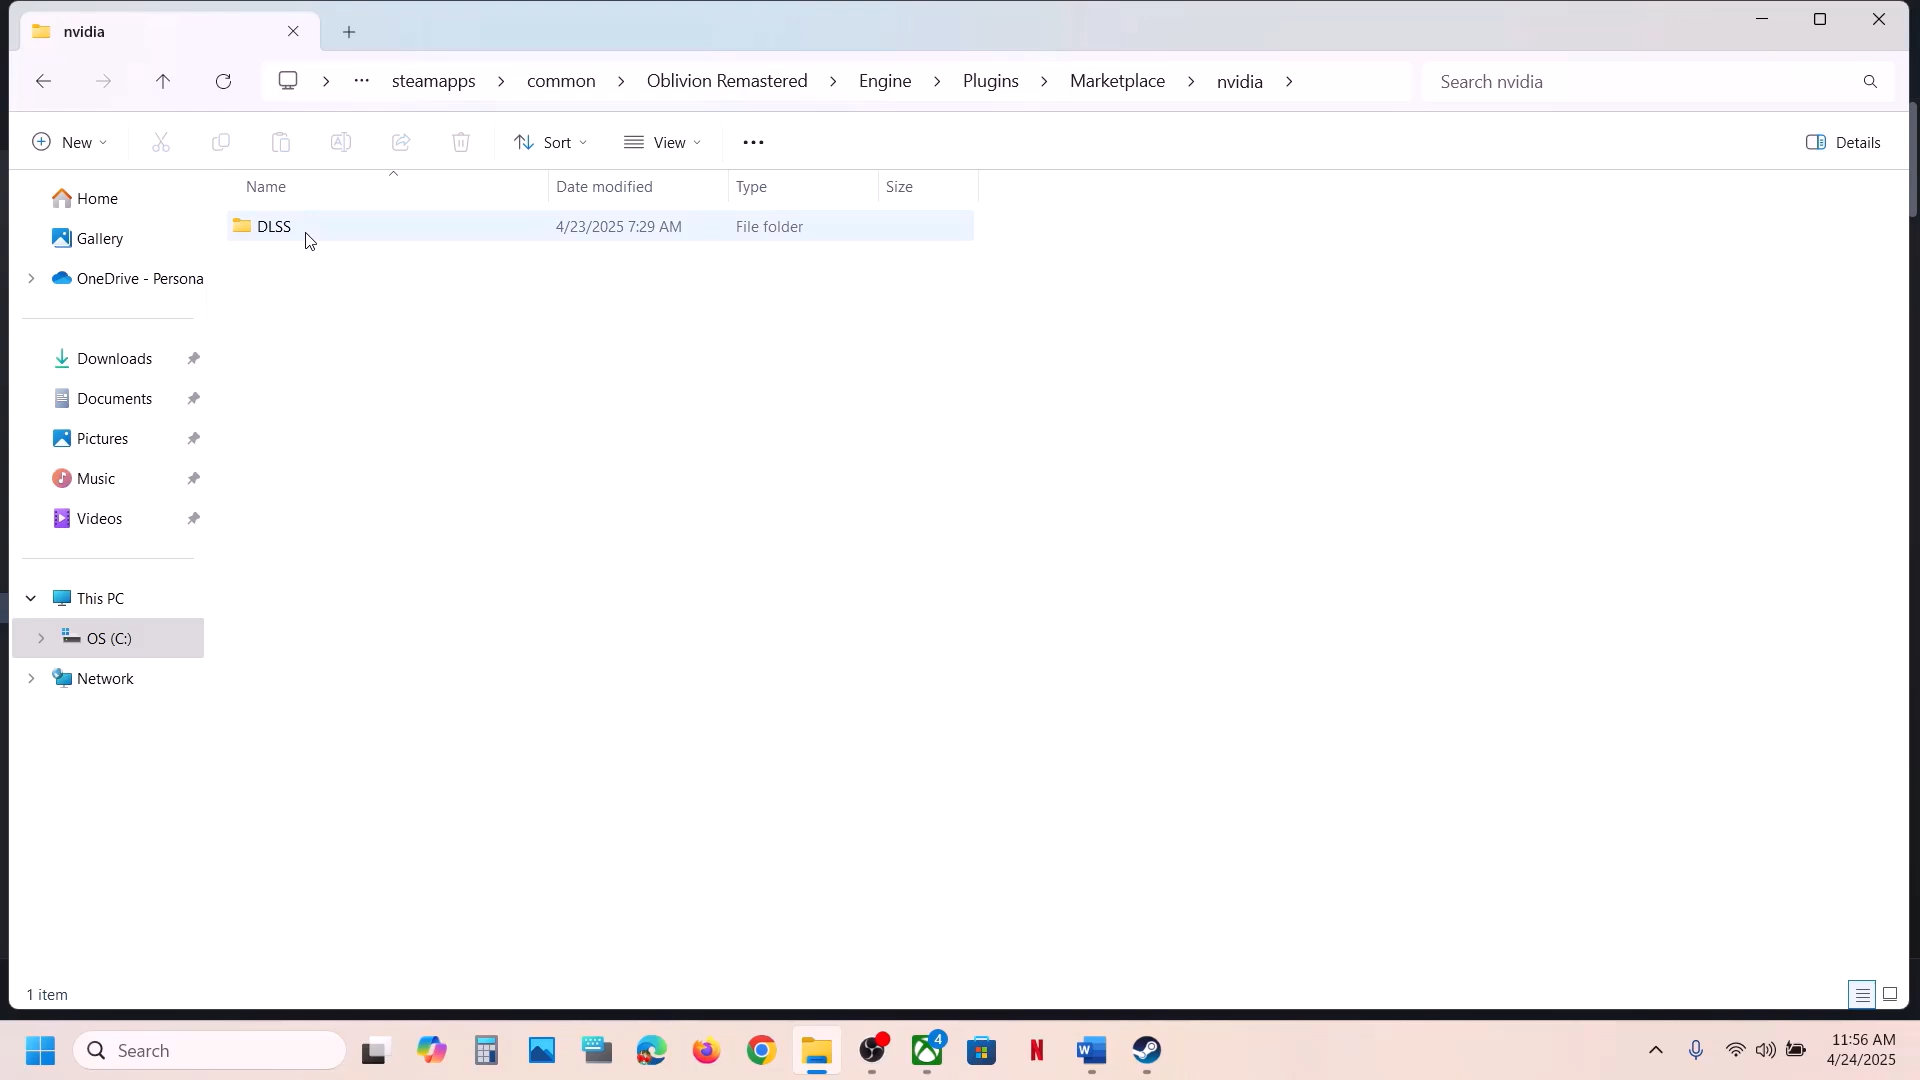 nvidia
steamapps
common
Oblivion Remastered
Engine
Plugins
Marketplace
nvidia
Search nvidia
New
Sort
View
Details
Name
Date modified
Type
Size
DLSS
4/23/2025 7:29 AM
File folder
Home
Gallery
OneDrive - Persona
Downloads
Documents
Pictures
Music
Videos
This PC
OS (C:)
Network
1 item
Search
4
11:56 AM
4/24/2025